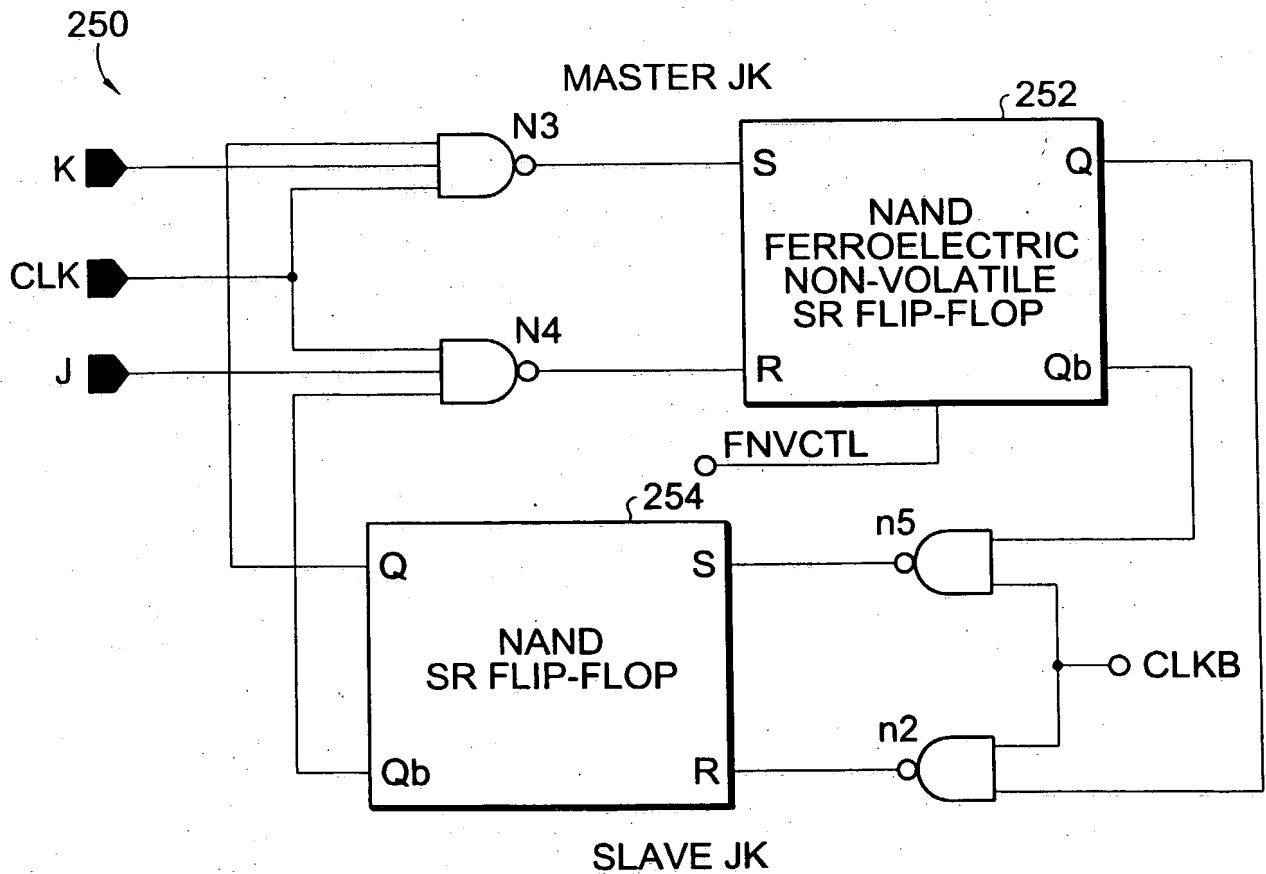 250
MASTER JK
252
N3
K
S
Q
NAND
FERROELECTRIC
NON-VOLATILE
SR FLIP-FLOP
CLK
N4
J
R
Qb
FNVCTL
254
n5
Q
S
NAND
SR FLIP-FLOP
CLKB
n2
Qb
R
SLAVE JK